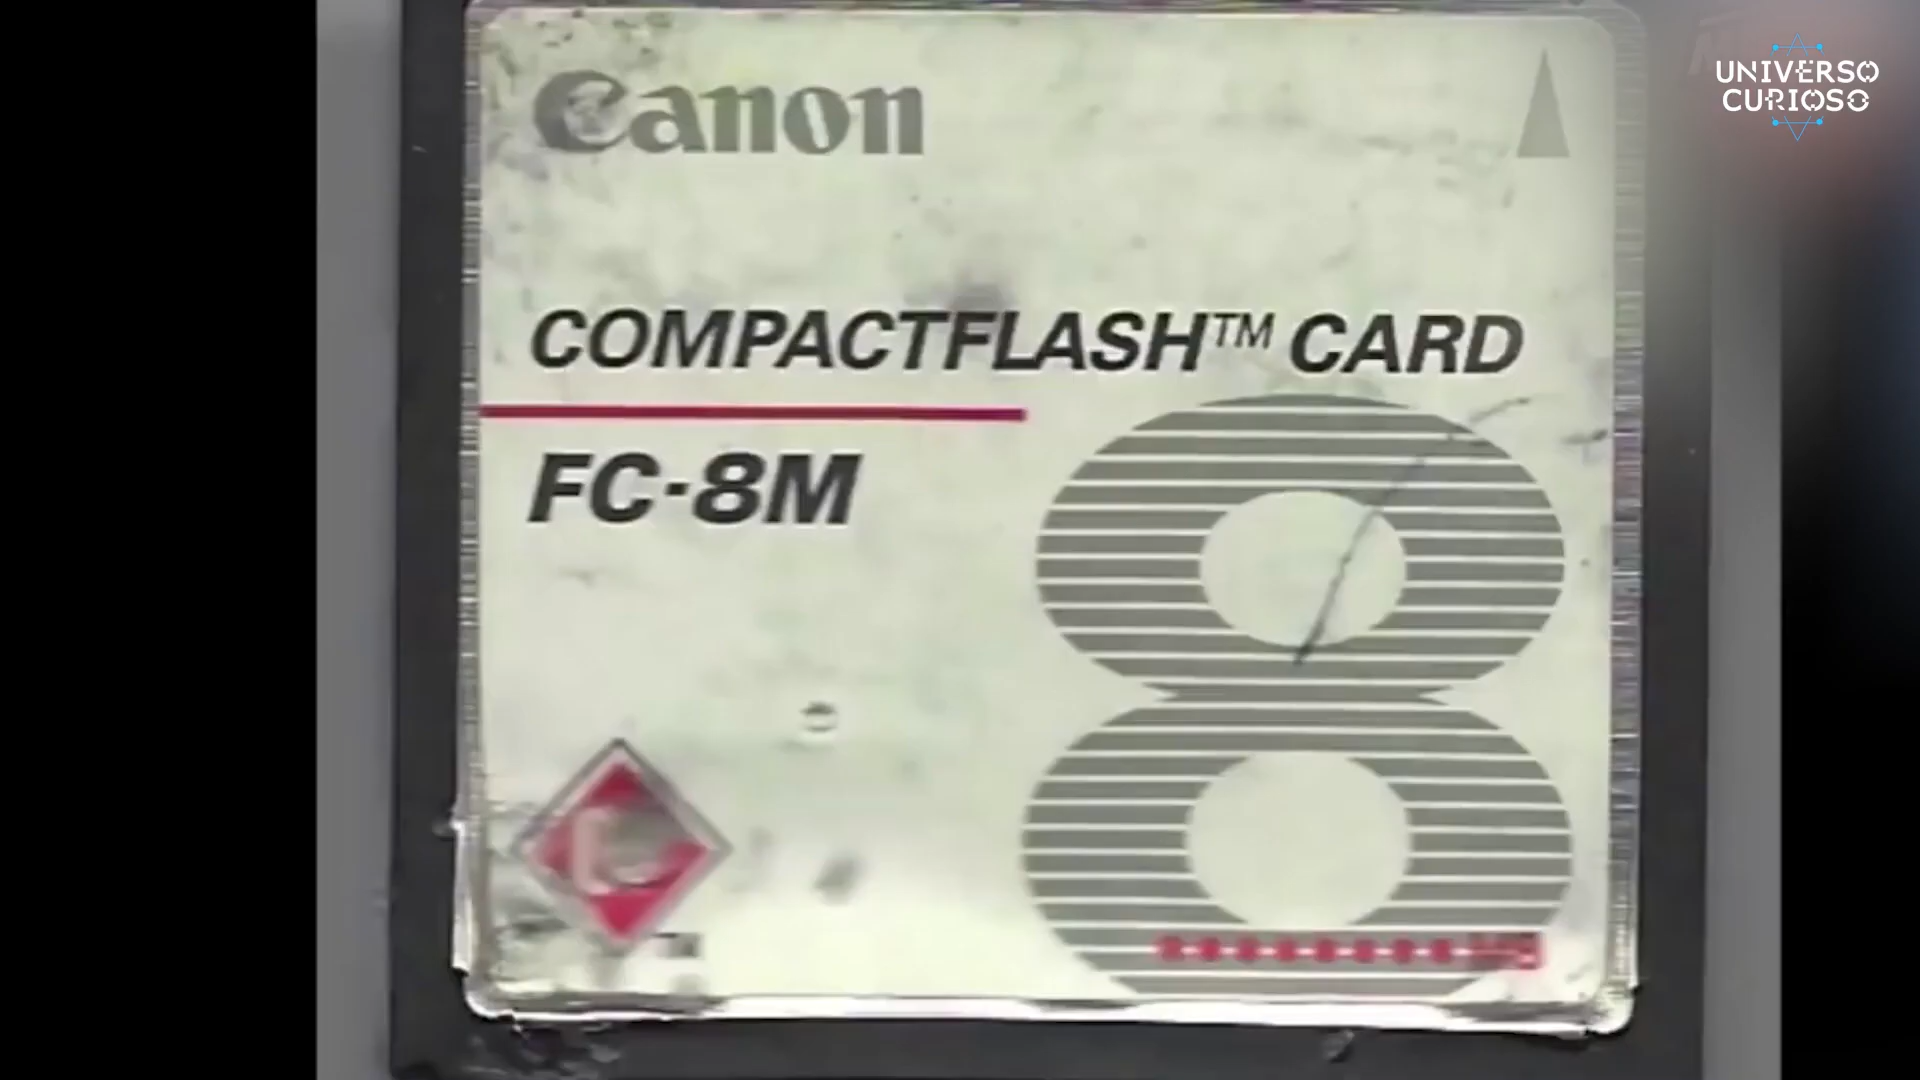 Canon
UNIVERSO
CURIOSO
COMPACTFLASH™ CARD
FC-8M
8